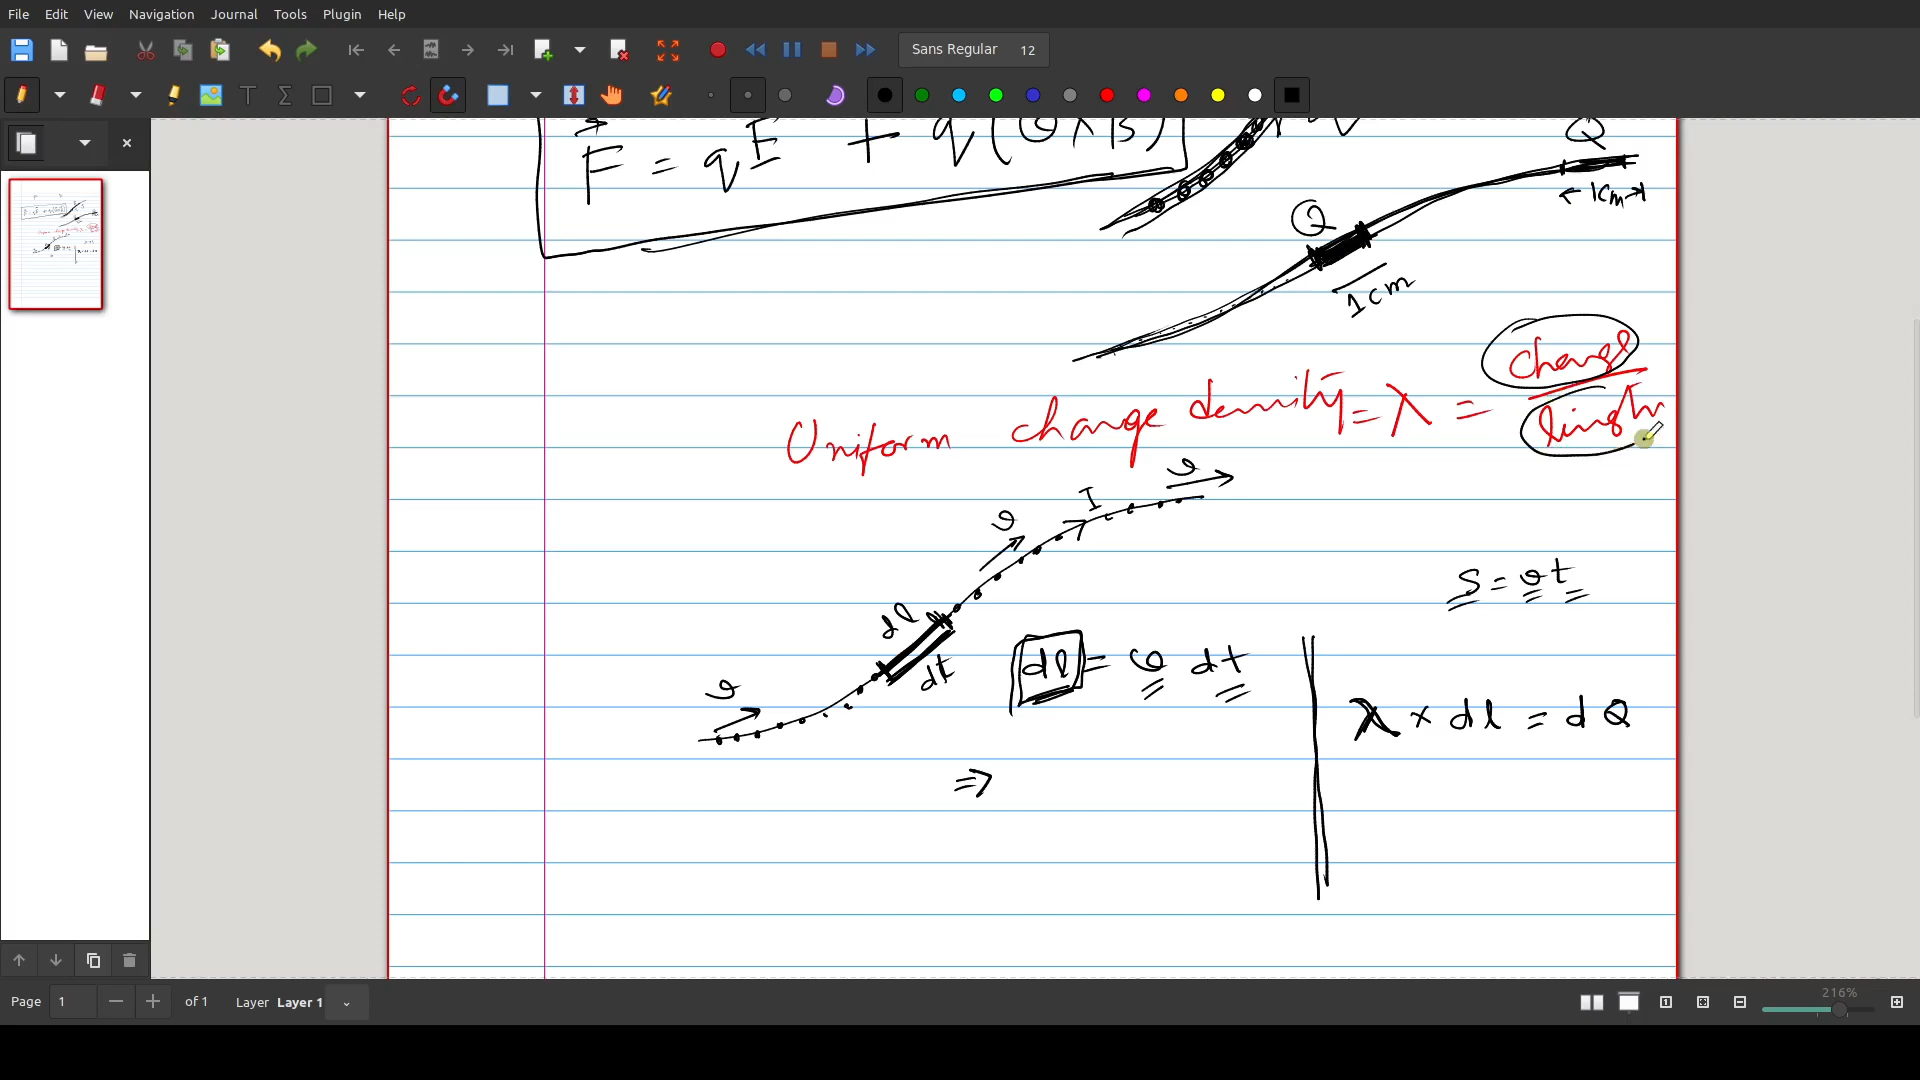 File Edit View Navigation Journal Tools Plugin Help
Sans Regular 12
F = qE + q(v×B)
Q
1cm
Q
1cm
Uniform charge density = λ = charge / length
v
I
v
dl
dt
v
s = vt
dl = v dt
λ × dl = dQ
⇒
Page 1 of 1 Layer Layer 1
216%